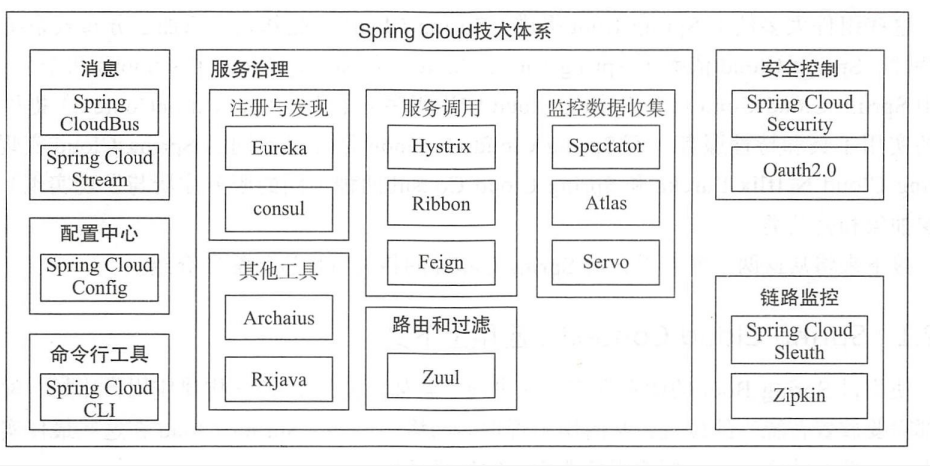 Spring Cloud技术体系
消息
Spring
CloudBus
Spring Cloud
Stream
配置中心
Spring Cloud
Config
命令行工具
Spring Cloud
CLI
服务治理
注册与发现
Eureka
consul
其他工具
Archaius
Rxjava
服务调用
Hystrix
Ribbon
Feign
路由和过滤
Zuul
监控数据收集
Spectator
Atlas
Servo
安全控制
Spring Cloud
Security
Oauth2.0
链路监控
Spring Cloud
Sleuth
Zipkin